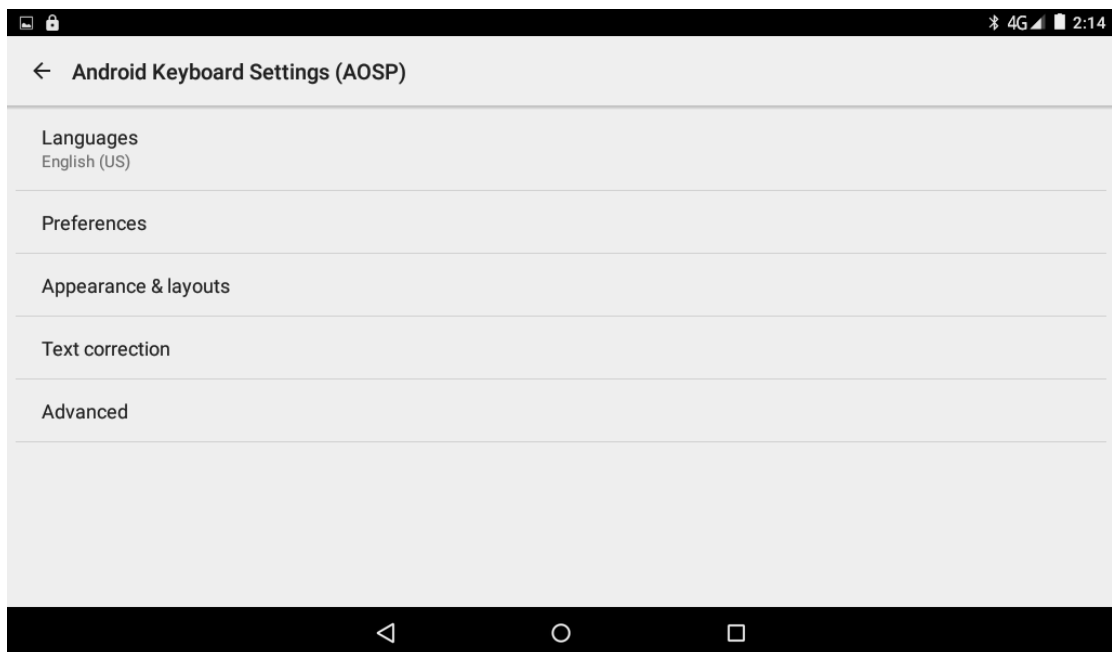 4G 2:14
Android Keyboard Settings (AOSP)
Languages
English (US)
Preferences
Appearance & layouts
Text correction
Advanced